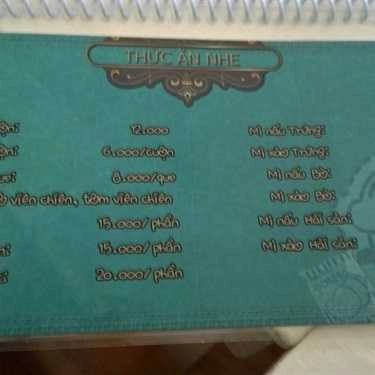 THỨC ĂN NHẸ
12.000
6.000/cuộn
8.000/que
viên chiên, tôm viên chiên
15.000/phần
15.000/phần
20.000/phần
Mì nấu Trứng:
Mì xào Trứng:
Mì nấu Bò:
Mì xào Bò:
Mì nấu Hải sản:
Mì xào Hải sản: